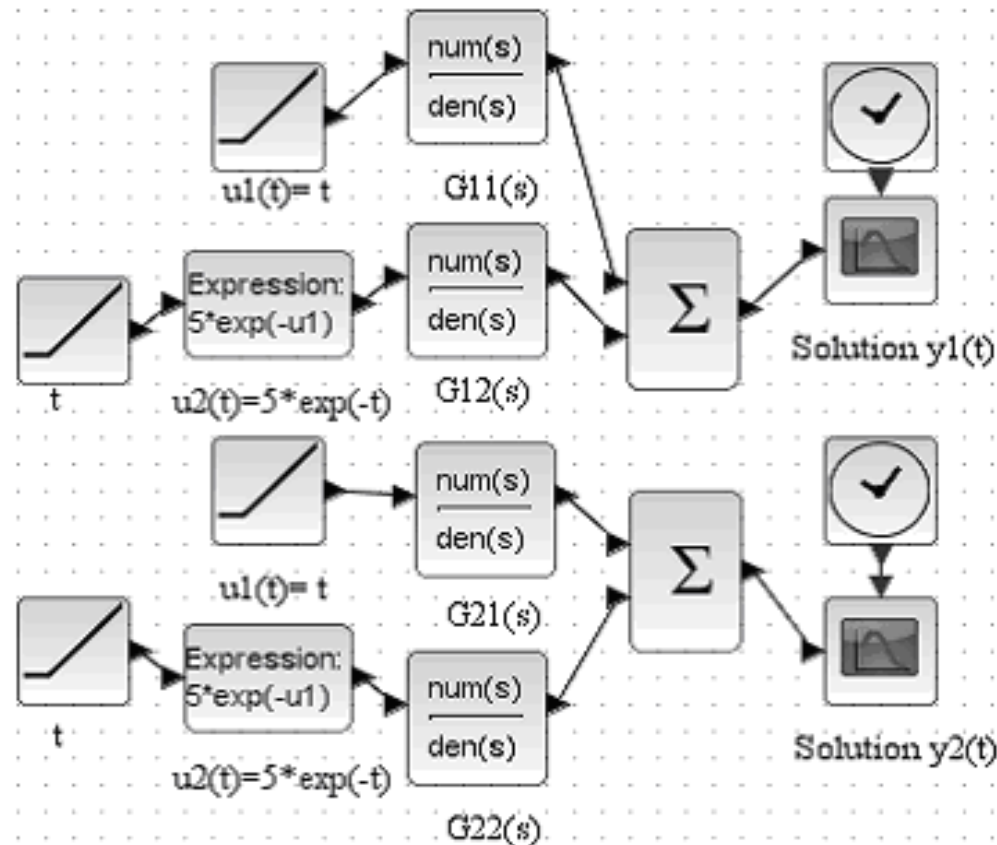 num(s)
den(s)
u1(t)= t
G11(s)
Expression:
5*exp(-u1)
num(s)
den(s)
Σ
Solution y1(t)
t
u2(t)=5*exp(-t)
G12(s)
num(s)
den(s)
Σ
u1(t)= t
G21(s)
Expression:
5*exp(-u1)
num(s)
den(s)
t
Solution y2(t)
u2(t)=5*exp(-t)
G22(s)